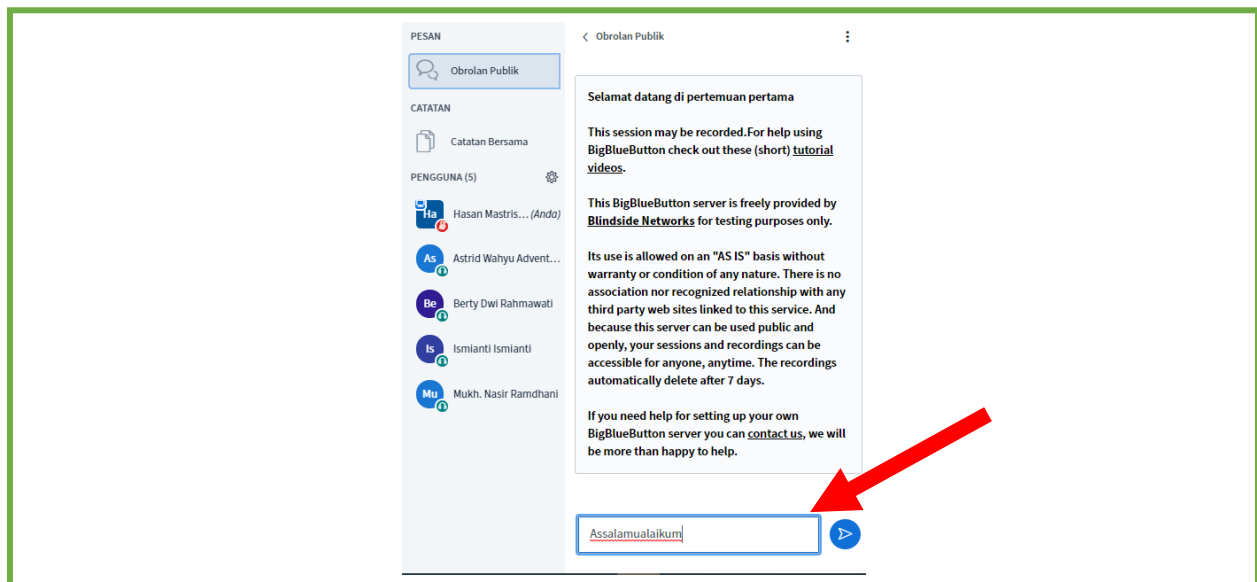 PESAN
Obrolan Publik
CATATAN
Catatan Bersama
PENGGUNA (5)
Ha
Hasan Mastris... (Anda)
As
Astrid Wahyu Advent...
Be
Berty Dwi Rahmawati
Is
Ismianti Ismianti
Mu
Mukh. Nasir Ramdhani
Obrolan Publik
Selamat datang di pertemuan pertama
This session may be recorded.For help using
BigBlueButton check out these (short) tutorial
videos.
This BigBlueButton server is freely provided by
Blindside Networks for testing purposes only.
Its use is allowed on an "AS IS" basis without
warranty or condition of any nature. There is no
association nor recognized relationship with any
third party web sites linked to this service. And
because this server can be used public and
openly, your sessions and recordings can be
accessible for anyone, anytime. The recordings
automatically delete after 7 days.
If you need help for setting up your own
BigBlueButton server you can contact us, we will
be more than happy to help.
Assalamualaikum